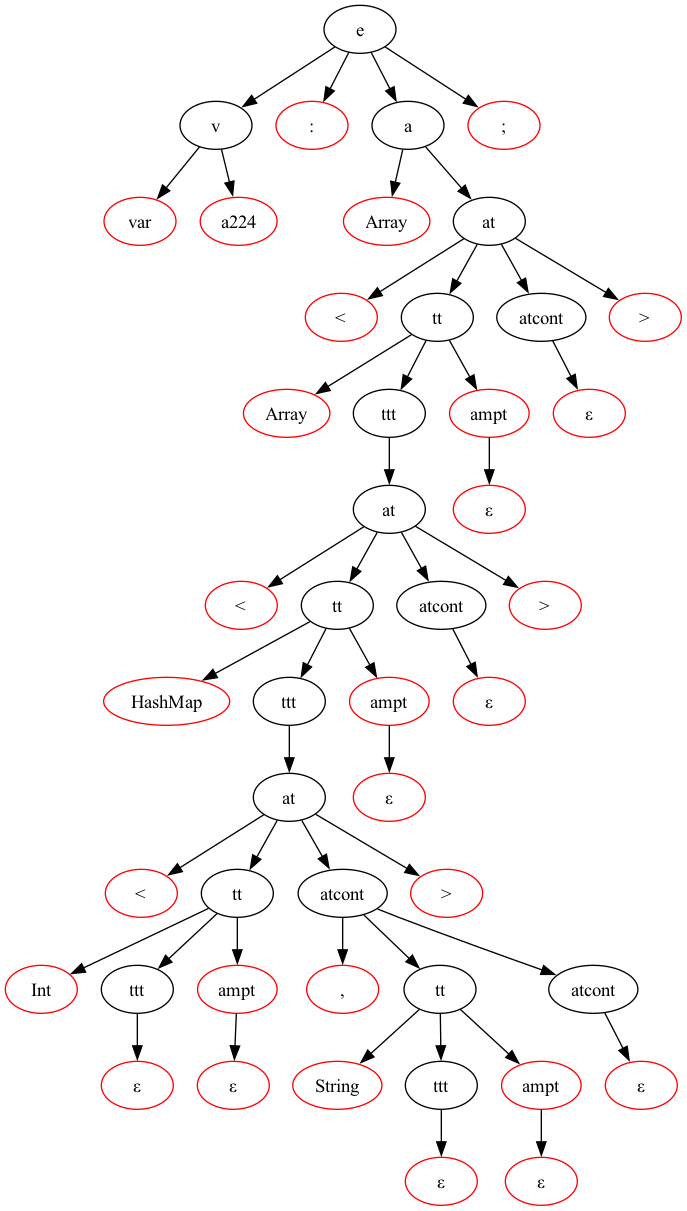 e
v : a ;
var a224 Array at
< tt atcont >
Array ttt ampt ε
at ε
< tt atcont >
HashMap ttt ampt ε
at ε
< tt atcont >
Int ttt ampt , tt atcont
ε ε String ttt ampt ε
ε ε